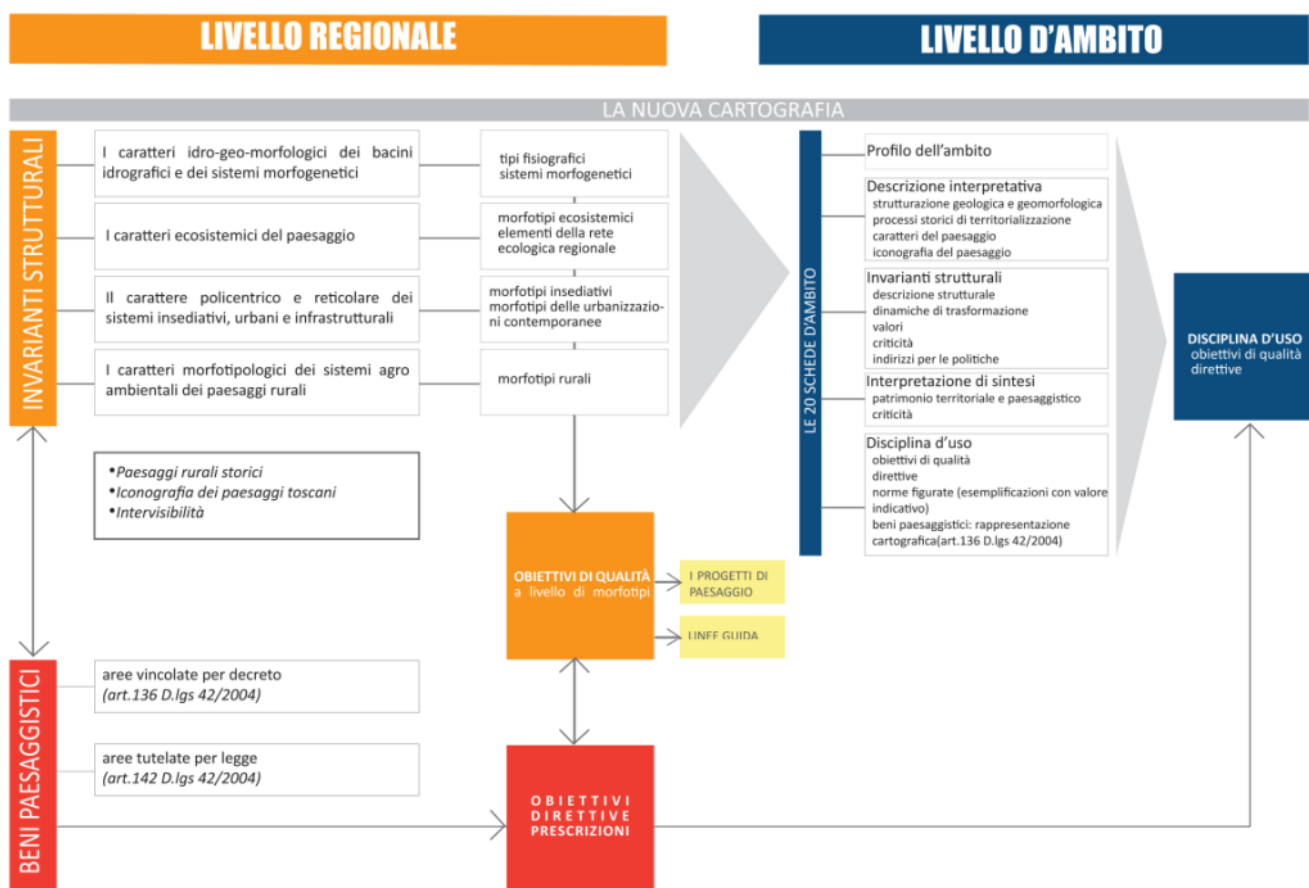 LIVELLO REGIONALE
LIVELLO D'AMBITO
LA NUOVA CARTOGRAFIA
INVARIANTI STRUTTURALI
I caratteri idro-geo-morfologici dei bacini
idrografici e dei sistemi morfogenetici
tipi fisiografici
sistemi morfogenetici
I caratteri ecosistemici del paesaggio
morfotipi ecosistemici
elementi della rete
ecologica regionale
Il carattere policentrico e reticolare dei
sistemi insediativi, urbani e infrastrutturali
morfotipi insediativi
morfotipi delle urbanizzazio-
ni contemporanee
I caratteri morfotipologici dei sistemi agro
ambientali dei paesaggi rurali
morfotipi rurali
•Paesaggi rurali storici
•Iconografia dei paesaggi toscani
•Intervisibilità
OBIETTIVI DI QUALITÀ
a livello di morfotipi
I PROGETTI DI
PAESAGGIO
LINEE GUIDA
BENI PAESAGGISTICI
aree vincolate per decreto
(art.136 D.lgs 42/2004)
aree tutelate per legge
(art.142 D.lgs 42/2004)
OBIETTIVI
DIRETTIVE
PRESCRIZIONI
LE 20 SCHEDE D'AMBITO
Profilo dell'ambito
Descrizione interpretativa
strutturazione geologica e geomorfologica
processi storici di territorializzazione
caratteri del paesaggio
iconografia del paesaggio
Invarianti strutturali
descrizione strutturale
dinamiche di trasformazione
valori
criticità
indirizzi per le politiche
Interpretazione di sintesi
patrimonio territoriale e paesaggistico
criticità
Disciplina d'uso
obiettivi di qualità
direttive
norme figurate (esemplificazioni con valore
indicativo)
beni paesaggistici: rappresentazione
cartografica(art.136 D.lgs 42/2004)
DISCIPLINA D'USO
obiettivi di qualità
direttive